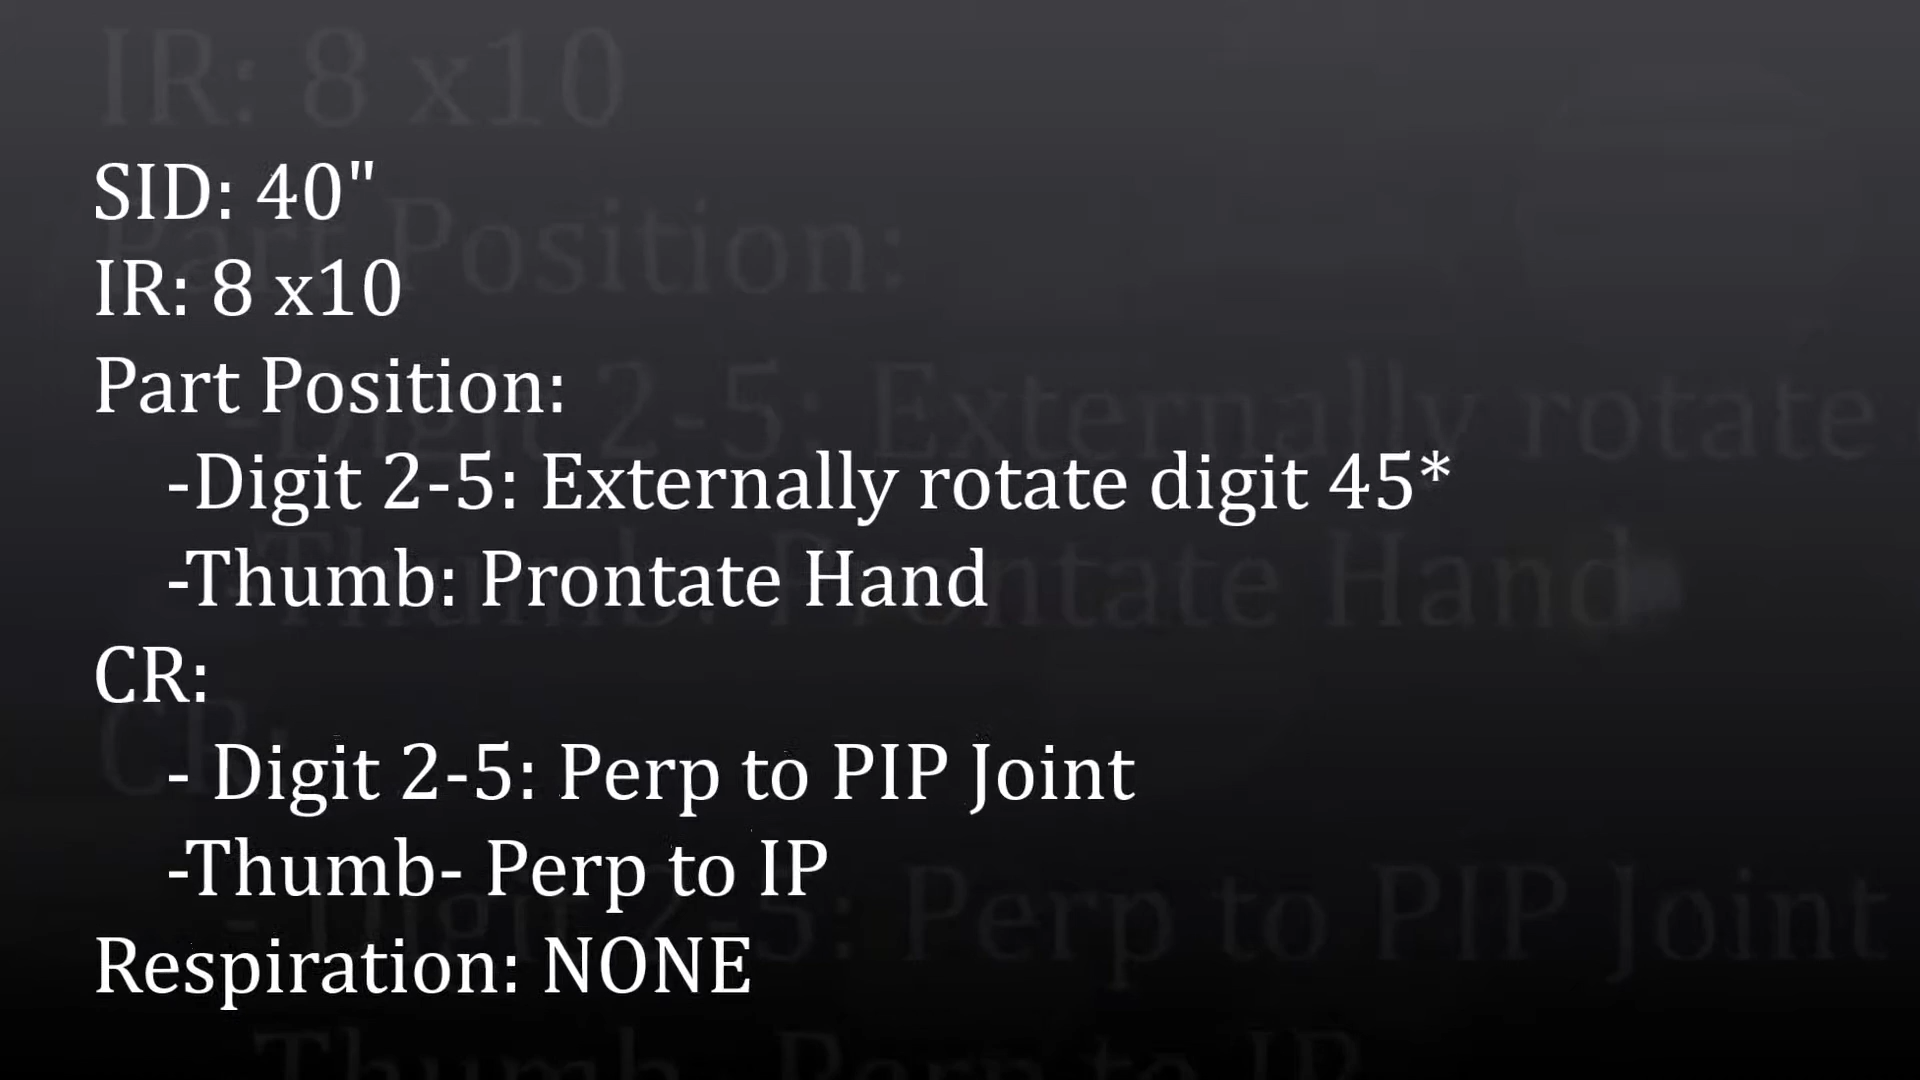 SID: 40"
IR: 8 x10
Part Position:
-Digit 2-5: Externally rotate digit 45*
-Thumb: Prontate Hand
CR:
- Digit 2-5: Perp to PIP Joint
-Thumb- Perp to IP
Respiration: NONE